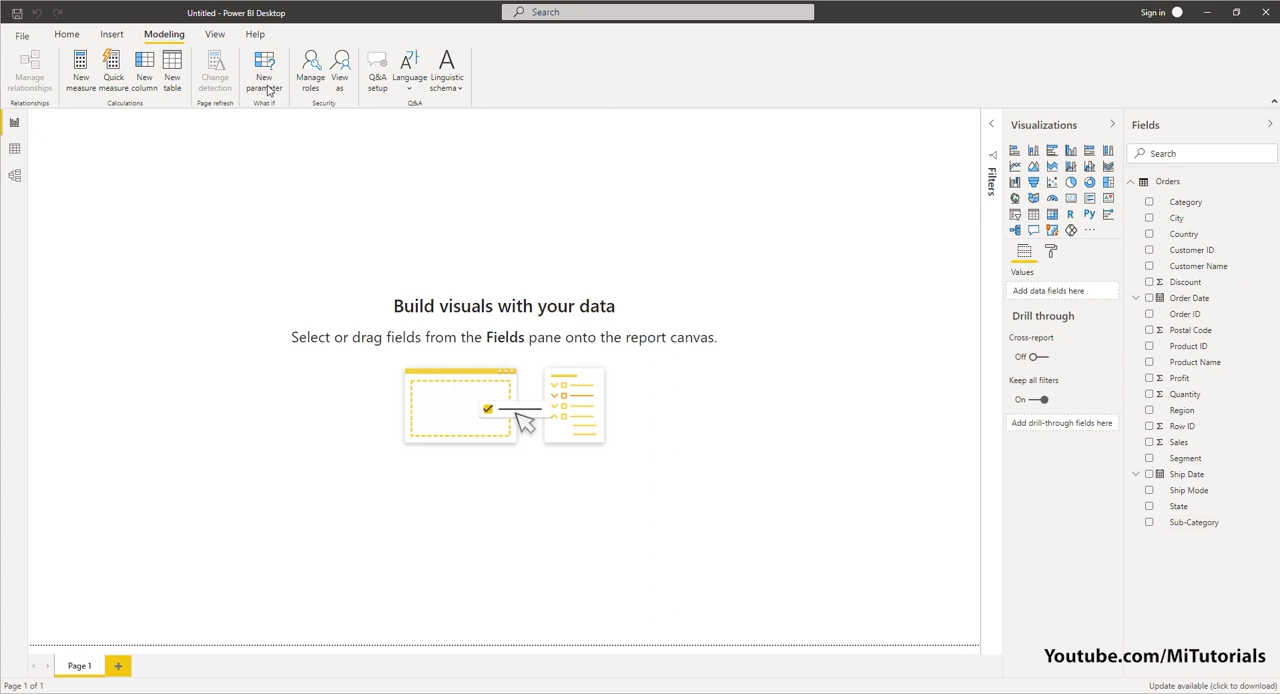 Untitled - Power BI Desktop
Search
Sign in
File
Home
Insert
Modeling
View
Help
Manage relationships
New measure
Quick measure
New column
New table
Change detection
New parameter
Manage roles
View as
Q&A setup
Language
Linguistic schema
Relationships
Calculations
Page refresh
What if
Security
Q&A
Build visuals with your data
Select or drag fields from the Fields pane onto the report canvas.
Filters
Visualizations
R
Py
Values
Add data fields here
Drill through
Cross-report
Off
Keep all filters
On
Add drill-through fields here
Fields
Search
Orders
Category
City
Country
Customer ID
Customer Name
Σ Discount
Order Date
Order ID
Σ Postal Code
Product ID
Product Name
Σ Profit
Σ Quantity
Region
Σ Row ID
Σ Sales
Segment
Ship Date
Ship Mode
State
Sub-Category
Youtube.com/MiTutorials
Page 1
+
Page 1 of 1
Update available (click to download)